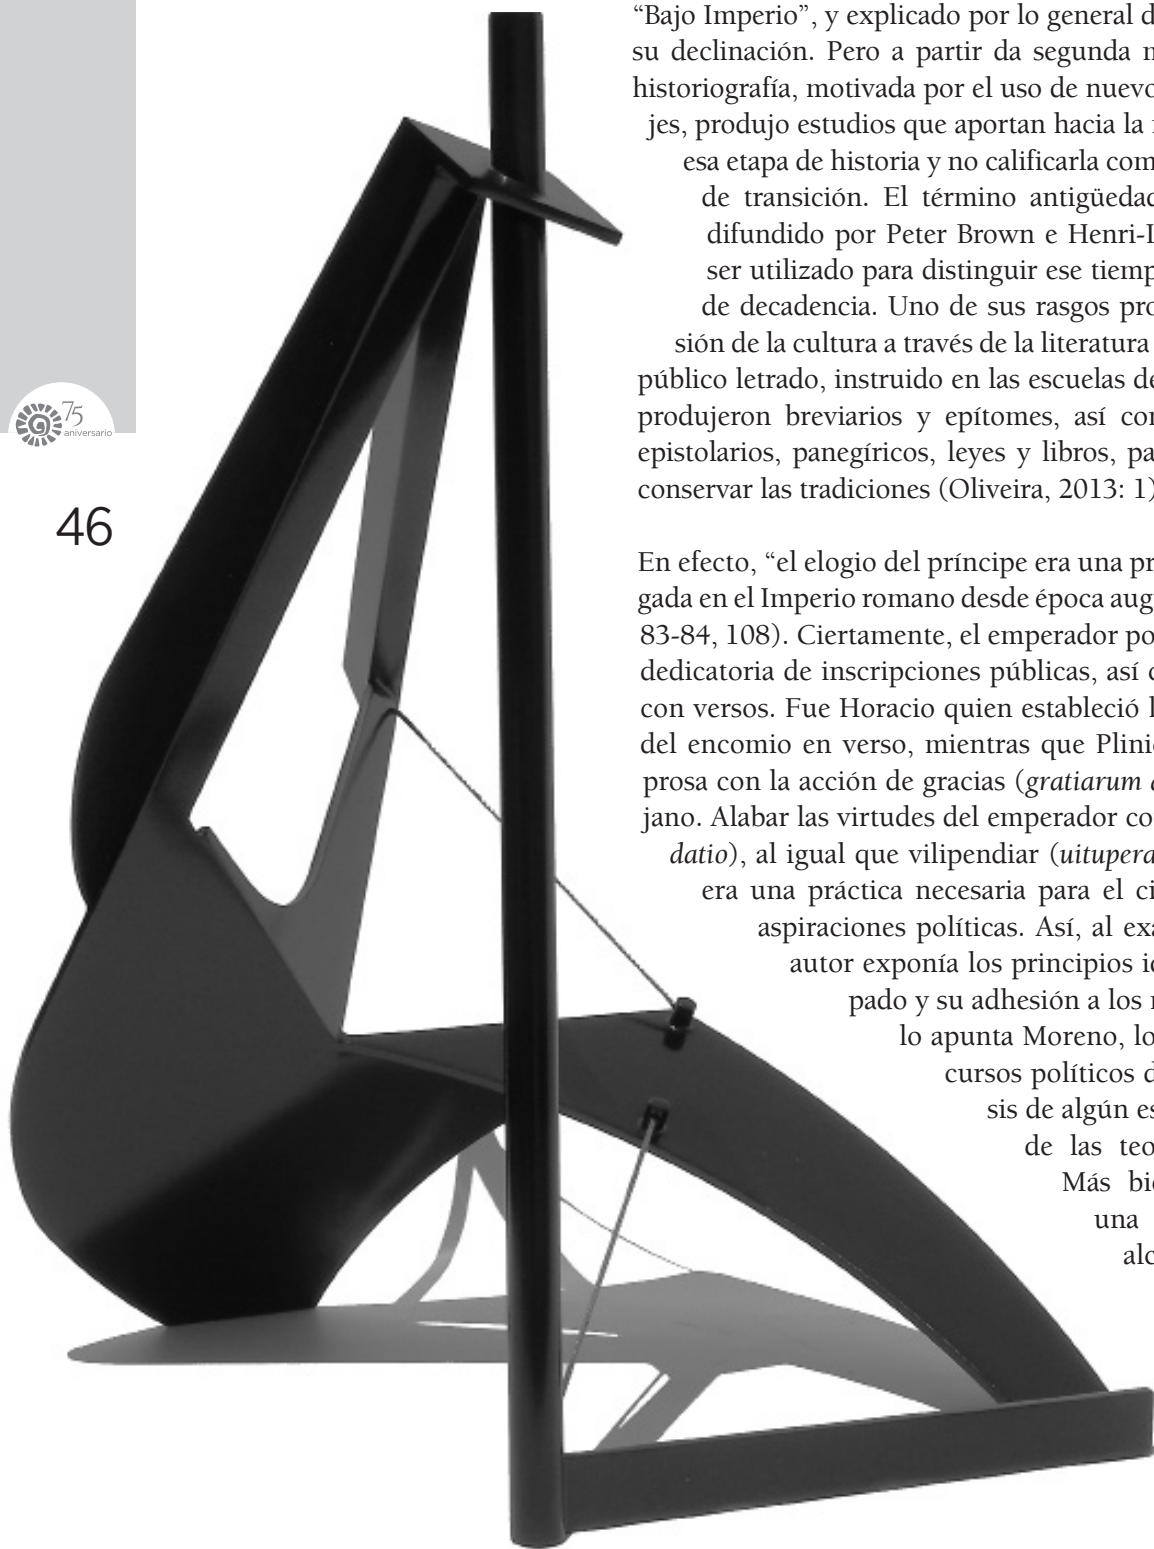 “Bajo Imperio”, y explicado por lo general d
su declinación. Pero a partir da segunda
historiografía, motivada por el uso de nuevo
jes, produjo estudios que aportan hacia la
esa etapa de historia y no calificarla com
de transición. El término antigüedad
difundido por Peter Brown e Henri-
ser utilizado para distinguir ese tiemp
de decadencia. Uno de sus rasgos pro
sión de la cultura a través de la literatura
público letrado, instruido en las escuelas de
produjeron breviarios y epítomes, así cor
epistolarios, panegíricos, leyes y libros, pa
conservar las tradiciones (Oliveira, 2013: 1)
75
aniversario
46
En efecto, “el elogio del príncipe era una pr
gada en el Imperio romano desde época aug
83-84, 108). Ciertamente, el emperador po
dedicatoria de inscripciones públicas, así c
con versos. Fue Horacio quien estableció l
del encomio en verso, mientras que Plinio
prosa con la acción de gracias (gratiarum a
jano. Alabar las virtudes del emperador co
datio), al igual que vilipendiar (uitupera
era una práctica necesaria para el ci
aspiraciones políticas. Así, al exa
autor exponía los principios id
pado y su adhesión a los
lo apunta Moreno, lo
cursos políticos d
sis de algún es
de las teo
Más bie
una
alc